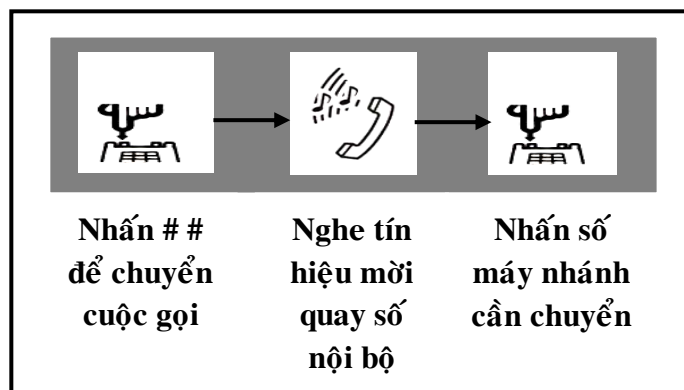 Nhấn # #
để chuyển
cuộc gọi
Nghe tín
hiệu mời
quay số
nội bộ
Nhấn số
máy nhánh
cần chuyển